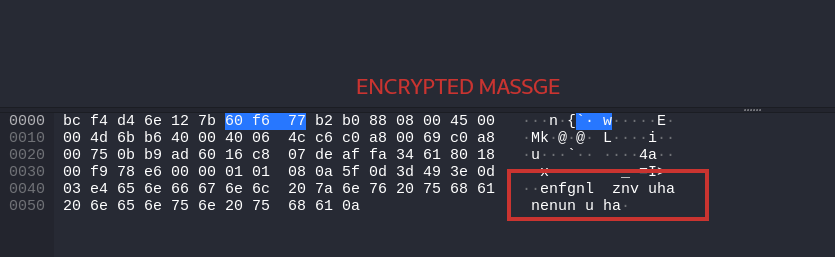 ENCRYPTED MASSGE
0000 bc f4 d4 6e 12 7b 60 f6 77 b2 b0 88 08 00 45 00 ···n·{`·w·····E·
0010 00 4d 6b b6 40 00 40 06 4c c6 c0 a8 00 69 c0 a8 ·Mk·@·@·L····i··
0020 00 75 0b b9 ad 60 16 c8 07 de af fa 34 61 80 18 ·u···`······4a··
0030 00 f9 78 e6 00 00 01 01 08 0a 5f 0d 3d 49 3e 0d
0040 03 e4 65 6e 66 67 6e 6c 20 7a 6e 76 20 75 68 61 ··enfgnl znv uha
0050 20 6e 65 6e 75 6e 20 75 68 61 0a nenun u ha·